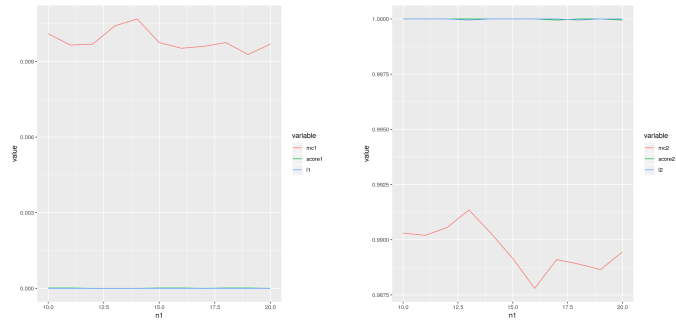 0.009
0.006
0.003
0.000
value
10.0 12.5 15.0 17.5 20.0
n1
variable
mc1
score1
l1
1.0000
0.9975
0.9950
0.9925
0.9900
0.9875
value
10.0 12.5 15.0 17.5 20.0
n1
variable
mc2
score2
l2